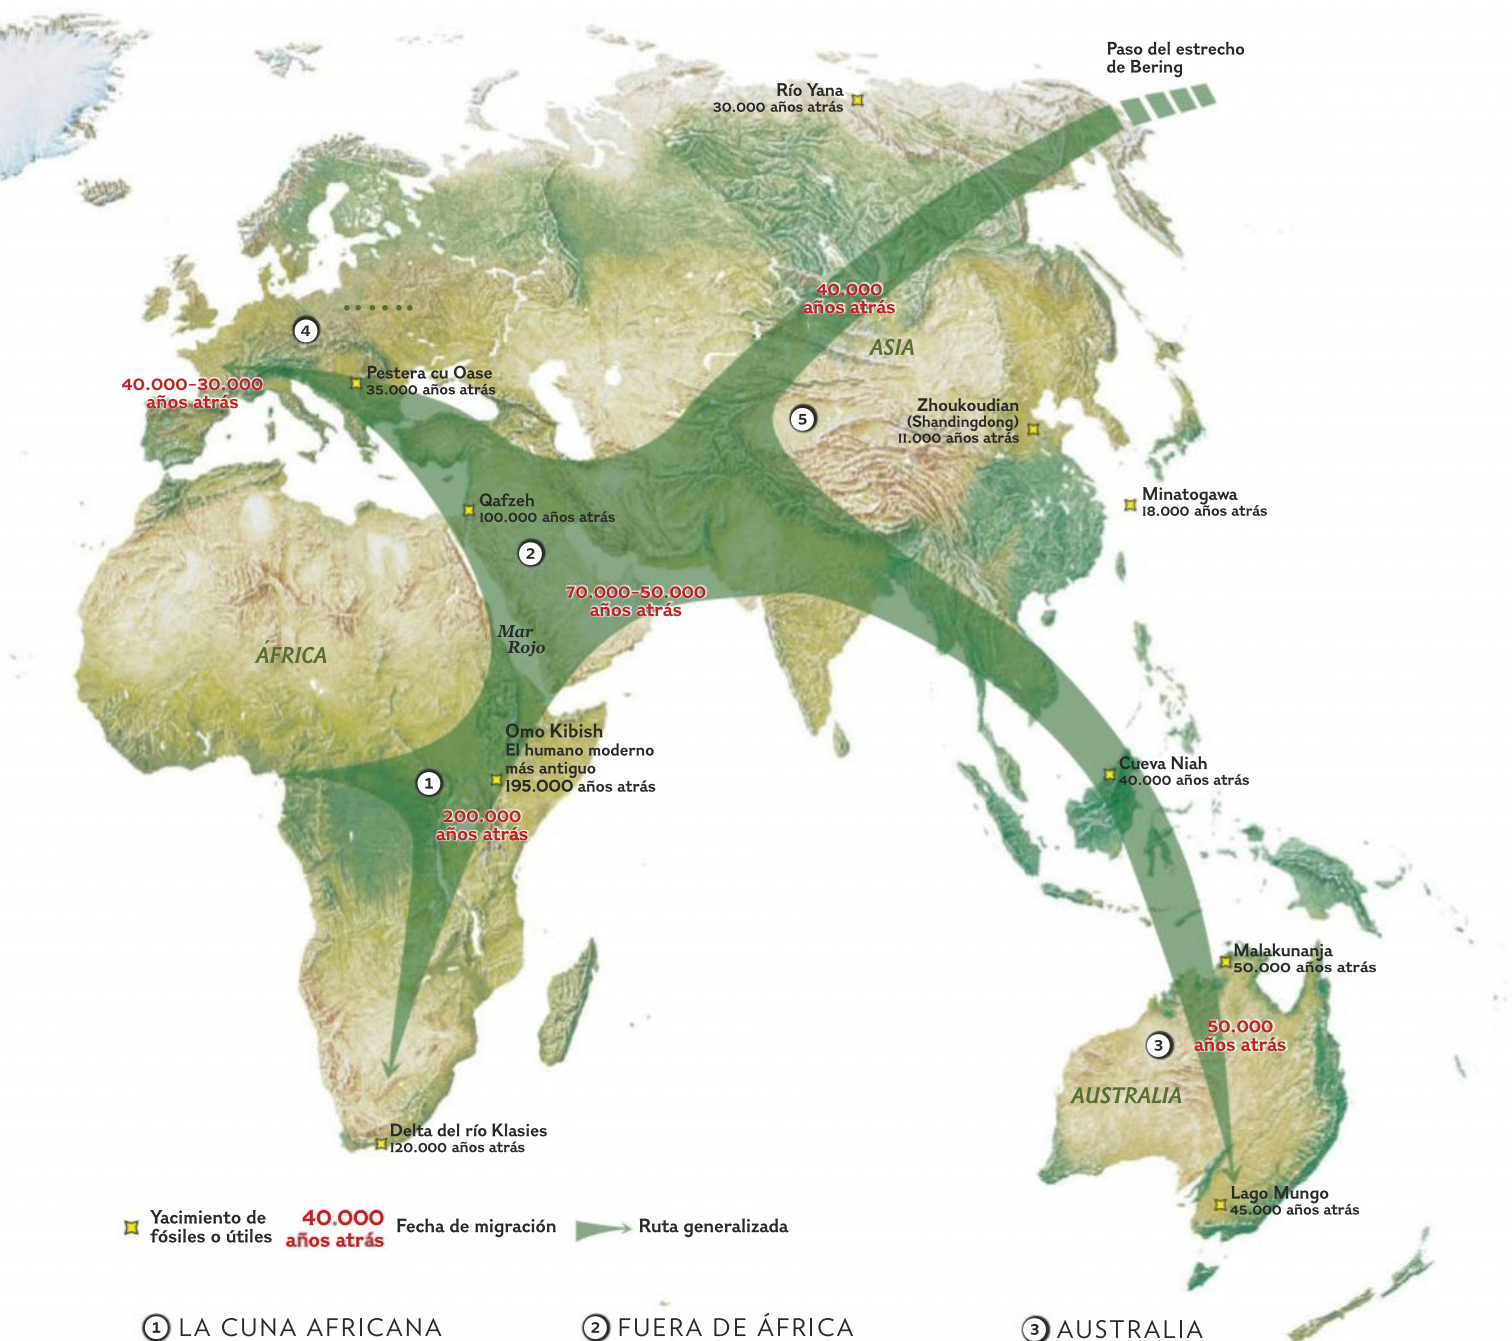 Paso del estrecho
de Bering
Río Yana
30.000 años atrás
40.000
años atrás
ASIA
4
40.000-30.000
años atrás
Pestera cu Oase
35.000 años atrás
5
Zhoukoudian
(Shandingdong)
11.000 años atrás
Minatogawa
18.000 años atrás
Qafzeh
100.000 años atrás
2
70.000-50.000
años atrás
Mar
Rojo
ÁFRICA
Omo Kibish
El humano moderno
más antiguo
195.000 años atrás
1
200.000
años atrás
Cueva Niah
40.000 años atrás
Malakunanja
50.000 años atrás
50.000
años atrás
3
AUSTRALIA
Delta del río Klasies
120.000 años atrás
Lago Mungo
45.000 años atrás
Yacimiento de
fósiles o útiles
40.000
años atrás
Fecha de migración
Ruta generalizada
1 LA CUNA AFRICANA
2 FUERA DE ÁFRICA
3 AUSTRALIA